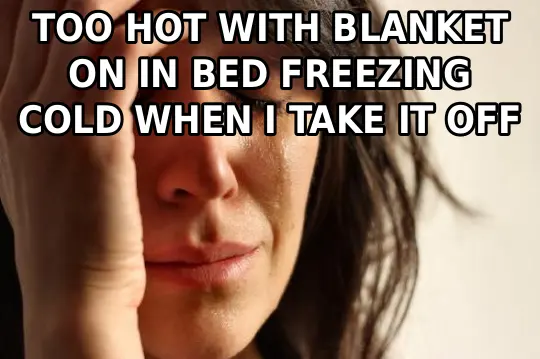 TOO HOT WITH BLANKET
ON IN BED FREEZING
COLD WHEN I TAKE IT OFF